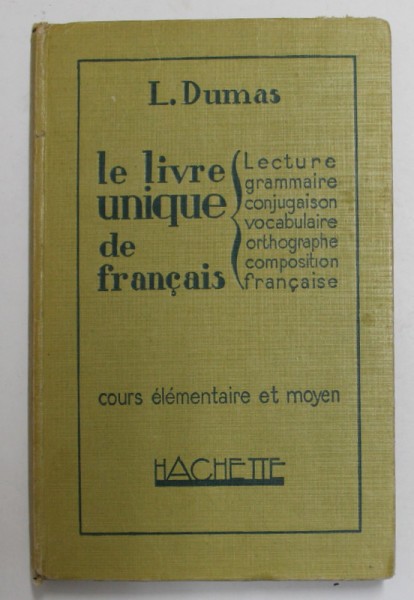 L. Dumas
le livre
unique
de
français
Lecture
grammaire
conjugaison
vocabulaire
orthographe
composition
française
cours élémentaire et moyen
HACHETTE